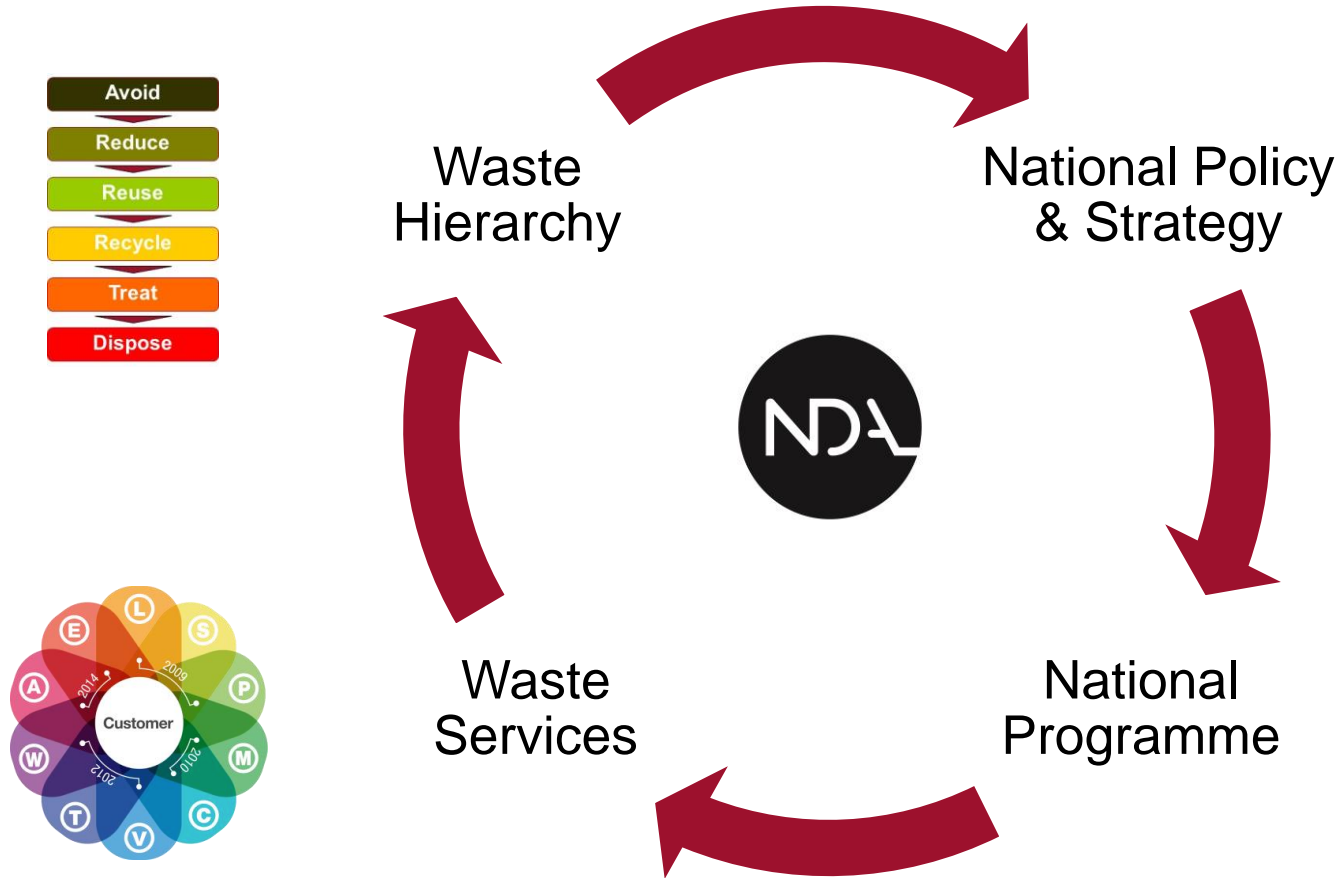 Avoid
Reduce
Reuse
Recycle
Treat
Dispose
Waste
Hierarchy
National Policy
& Strategy
NDA
Waste
Services
National
Programme
L
S
P
M
C
V
T
W
A
E
2009
2010
2012
2014
Customer